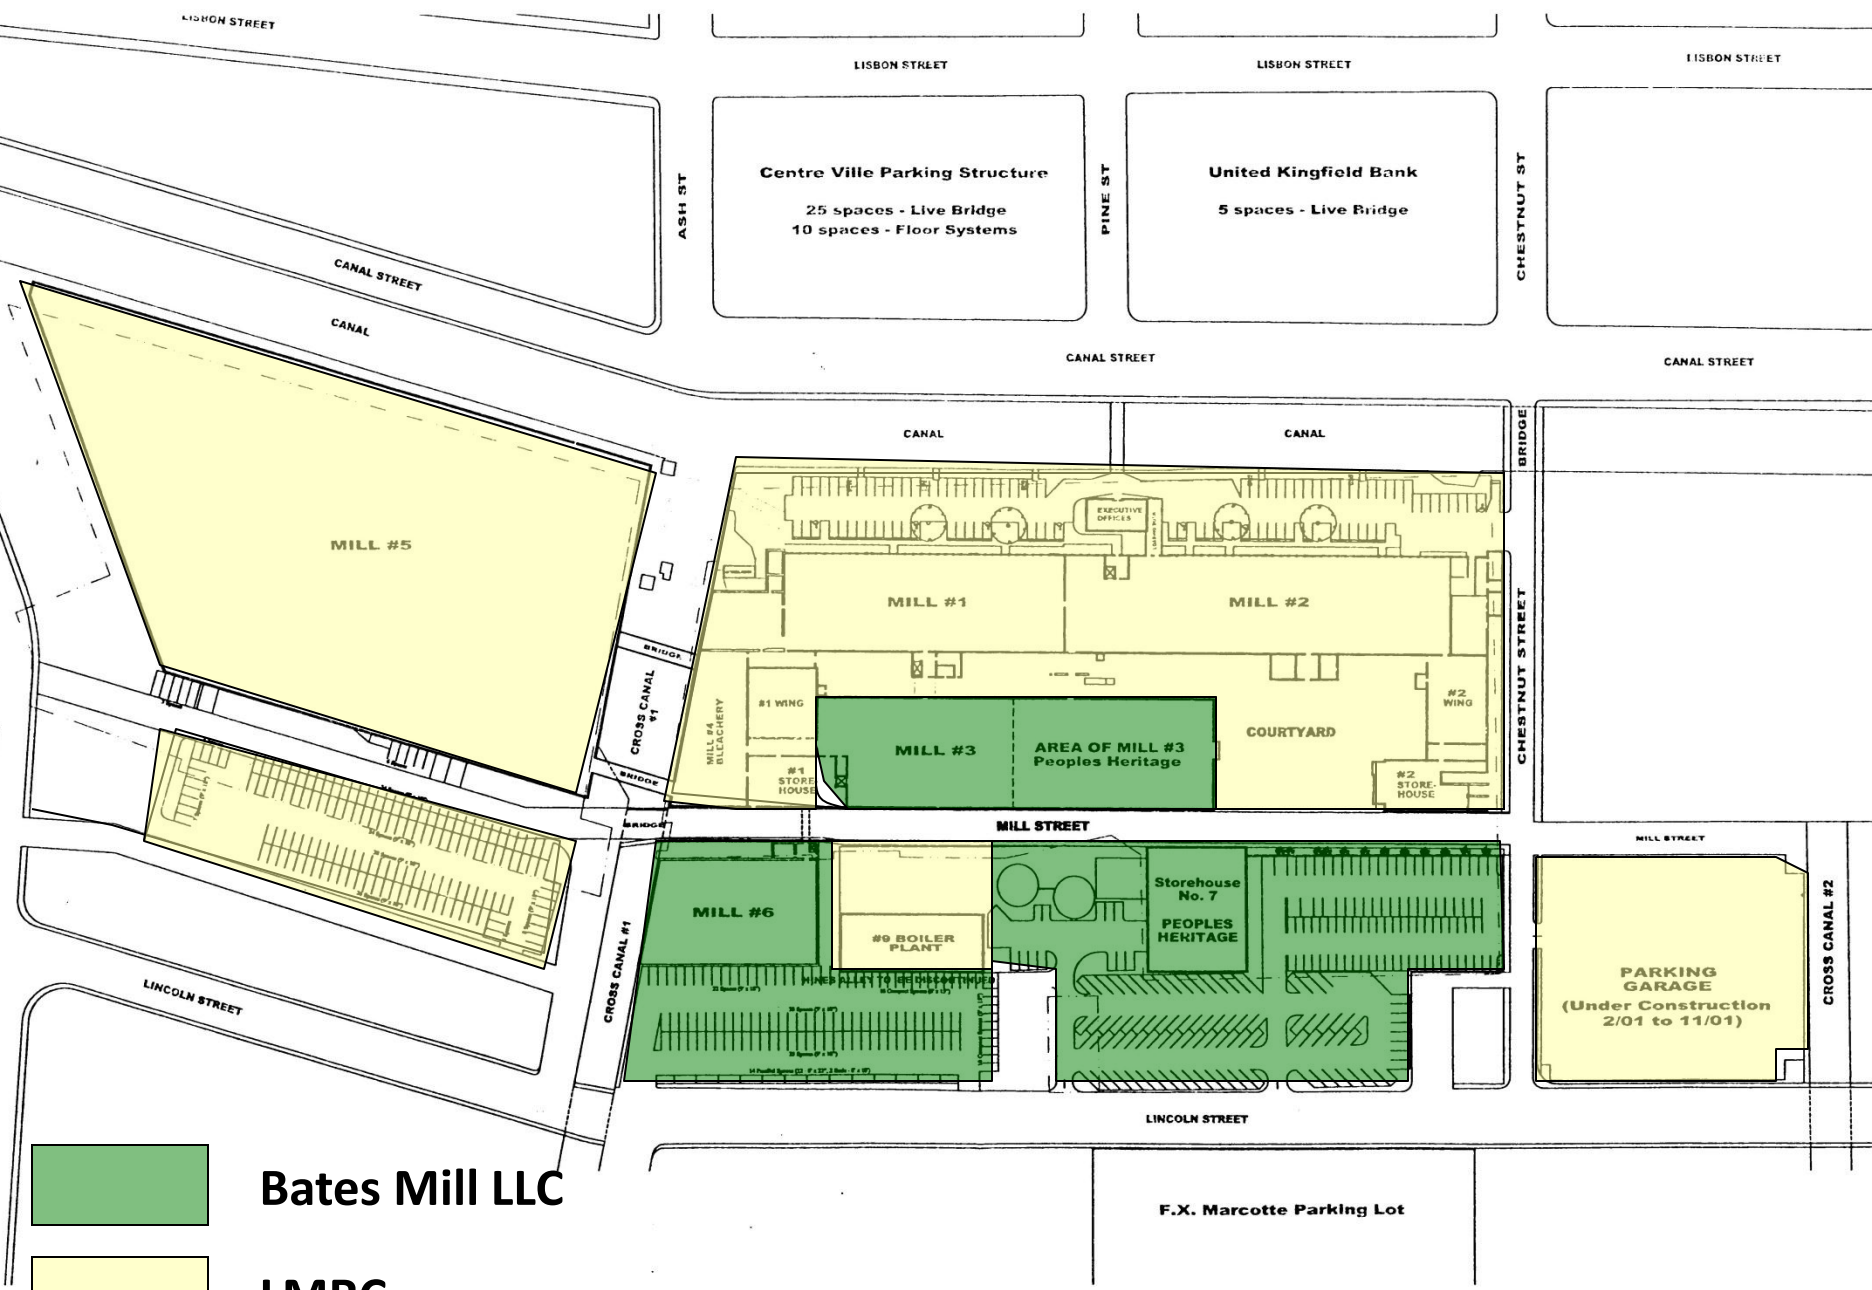 LISBON STREET
LISBON STREET
LISBON STREET
LISBON STREET
ASH ST
Centre Ville Parking Structure
25 spaces - Live Bridge
10 spaces - Floor Systems
PINE ST
United Kingfield Bank
5 spaces - Live Bridge
CHESTNUT ST
CANAL STREET
CANAL
CANAL STREET
CANAL STREET
CANAL
CANAL
BRIDGE
EXECUTIVE
OFFICES
MILL #5
MILL #1
MILL #2
CHESTNUT STREET
BRIDGE
CROSS CANAL
#1
MILL #4
BLEACHERY
#1 WING
#2
WING
MILL #3
AREA OF MILL #3
Peoples Heritage
COURTYARD
#1
STORE
HOUSE
#2
STORE-
HOUSE
BRIDGE
BRIDGE
MILL STREET
MILL STREET
MILL #6
#9 BOILER
PLANT
Storehouse
No. 7
PEOPLES
HERITAGE
CROSS CANAL #1
CROSS CANAL #2
PARKING
GARAGE
(Under Construction
2/01 to 11/01)
ALLEY TO BE DISCONTINUED
LINCOLN STREET
LINCOLN STREET
F.X. Marcotte Parking Lot
Bates Mill LLC